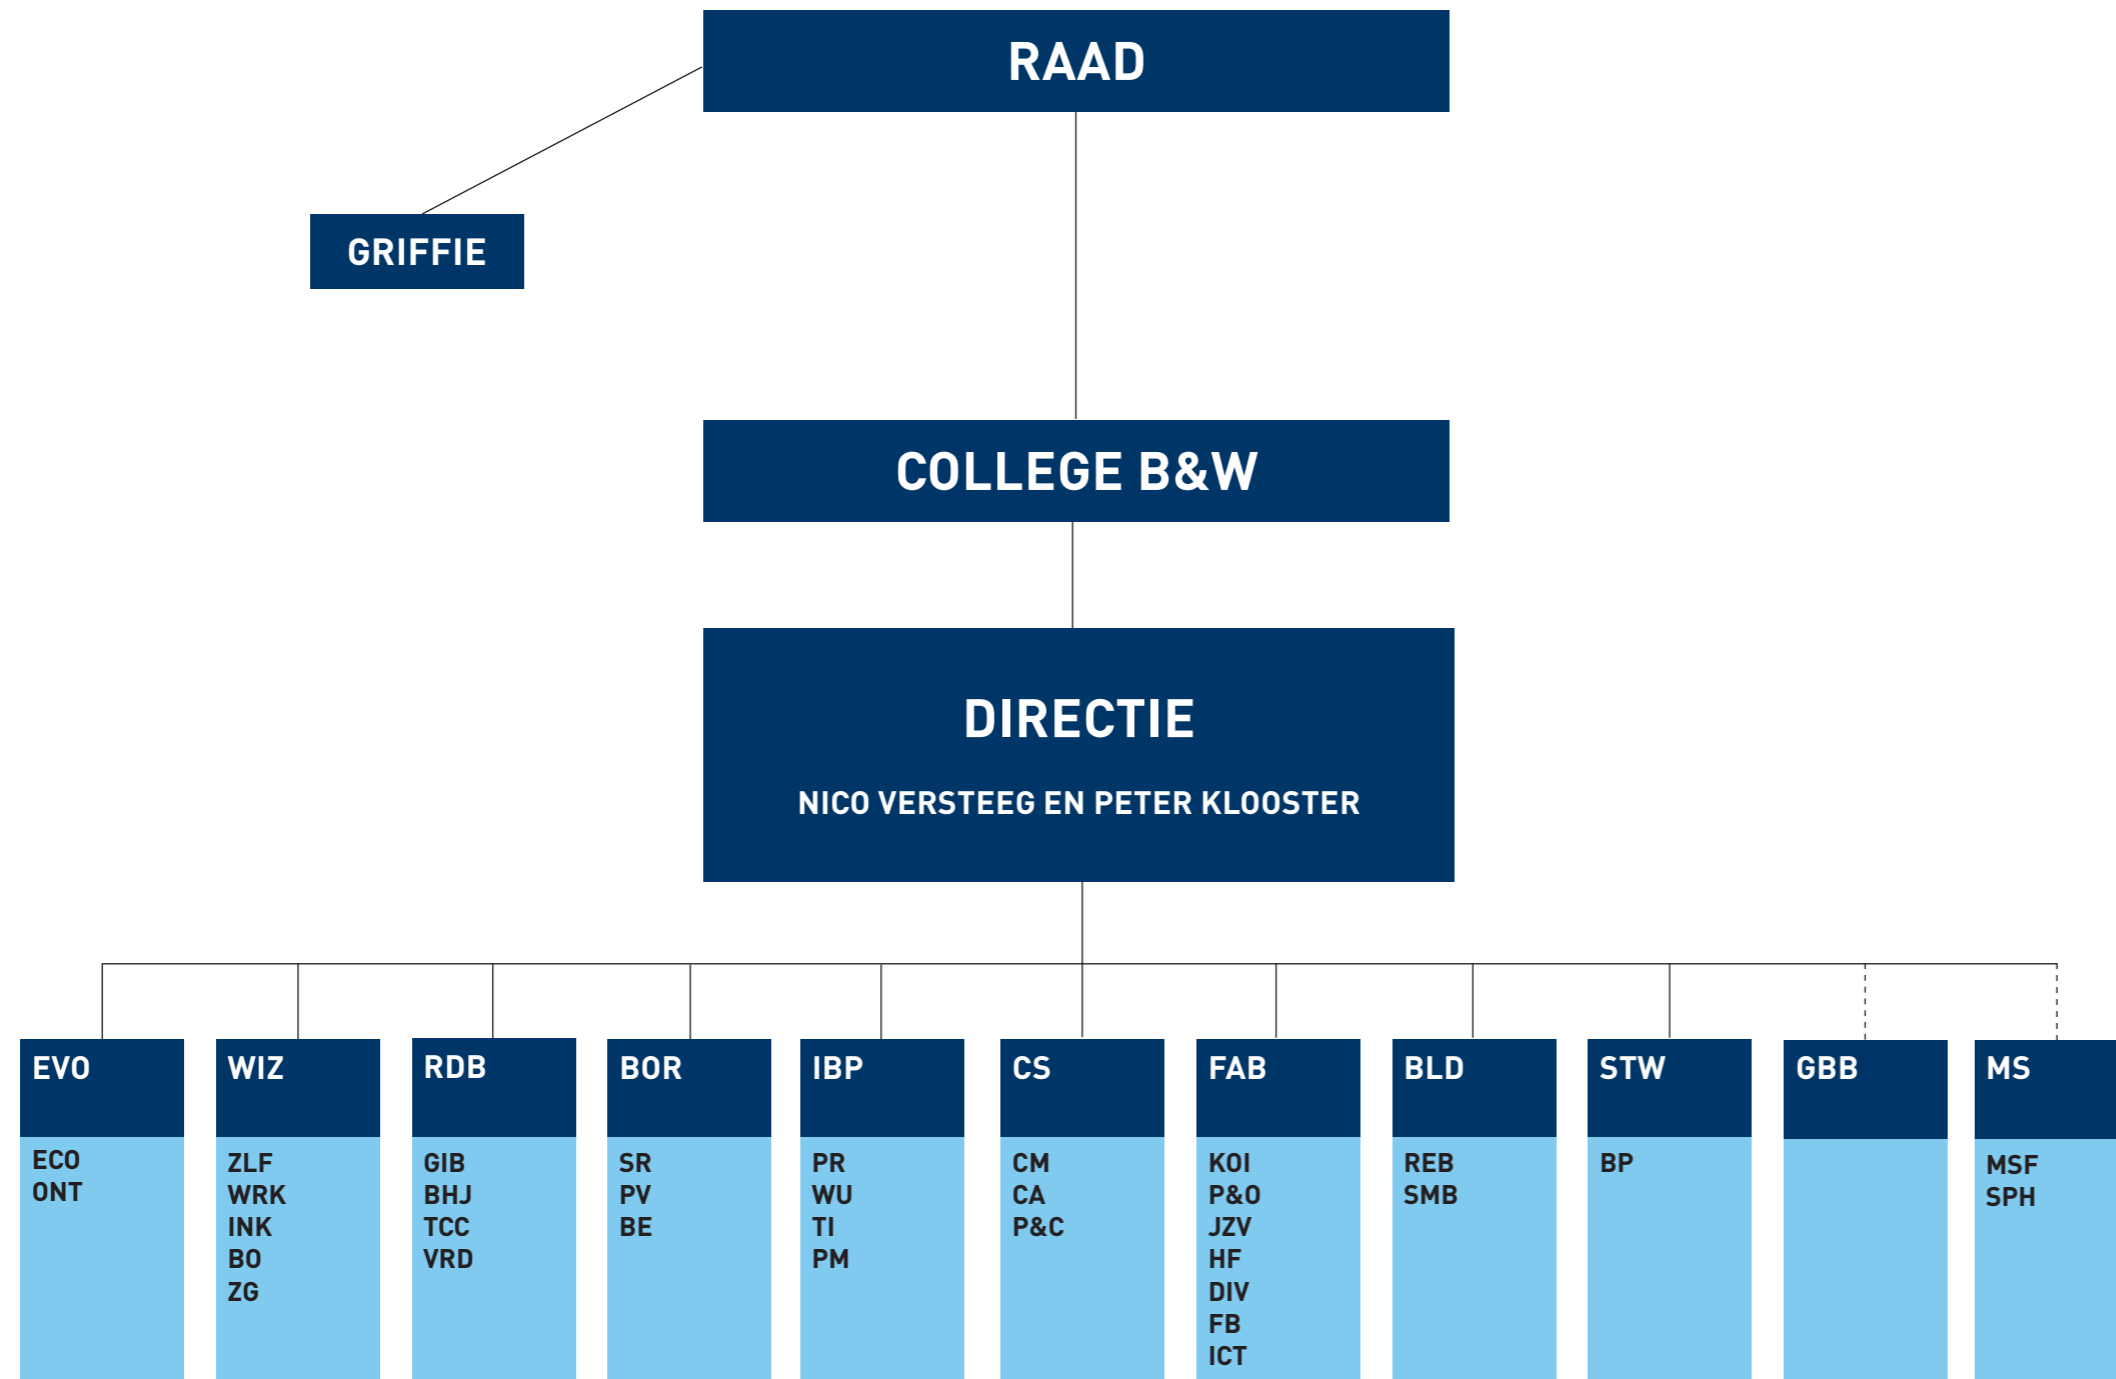 RAAD
GRIFFIE
COLLEGE B&W
DIRECTIE
NICO VERSTEEG EN PETER KLOOSTER
EVO
ECO
ONT
WIZ
ZLF
WRK
INK
BO
ZG
RDB
GIB
BHJ
TCC
VRD
BOR
SR
PV
BE
IBP
PR
WU
TI
PM
CS
CM
CA
P&C
FAB
KOI
P&O
JZV
HF
DIV
FB
ICT
BLD
REB
SMB
STW
BP
GBB
MS
MSF
SPH